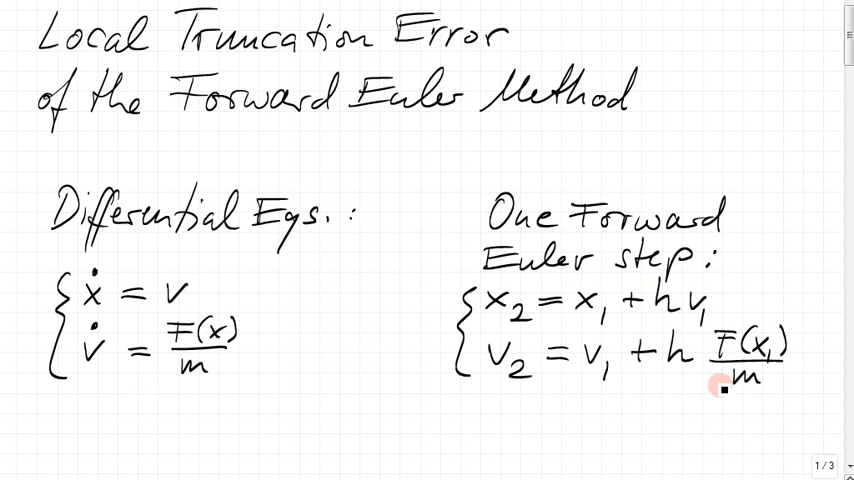 Local Truncation Error
of the Forward Euler Method
Differential Eqs. :
ẋ = v
v̇ = F(x)/m
One Forward
Euler step:
x₂ = x₁ + h v₁
v₂ = v₁ + h F(x₁)/m
1 / 3